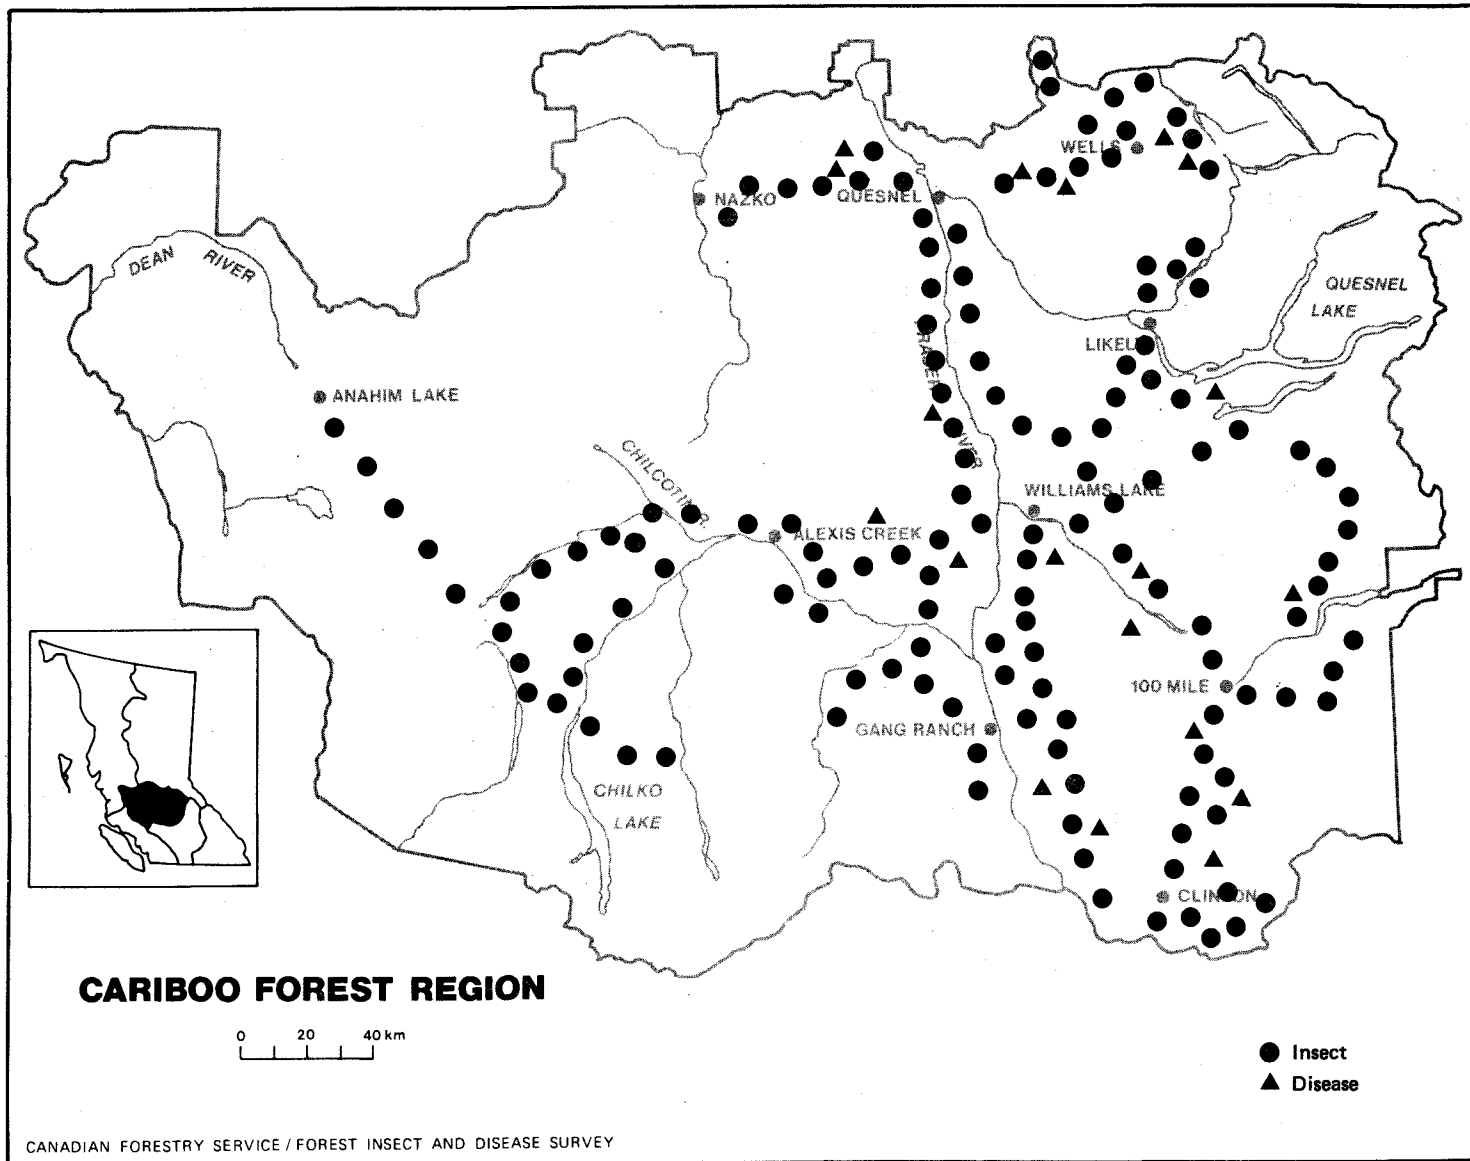 WELLS
NAZKO
QUESNEL
DEAN RIVER
QUESNEL
LAKE
FRASER RIVER
LIKELY
ANAHIM LAKE
CHILCOTIN R.
WILLIAMS LAKE
ALEXIS CREEK
100 MILE
GANG RANCH
CHILKO
LAKE
CLINTON
CARIBOO FOREST REGION
0 20 40 km
Insect
Disease
CANADIAN FORESTRY SERVICE / FOREST INSECT AND DISEASE SURVEY